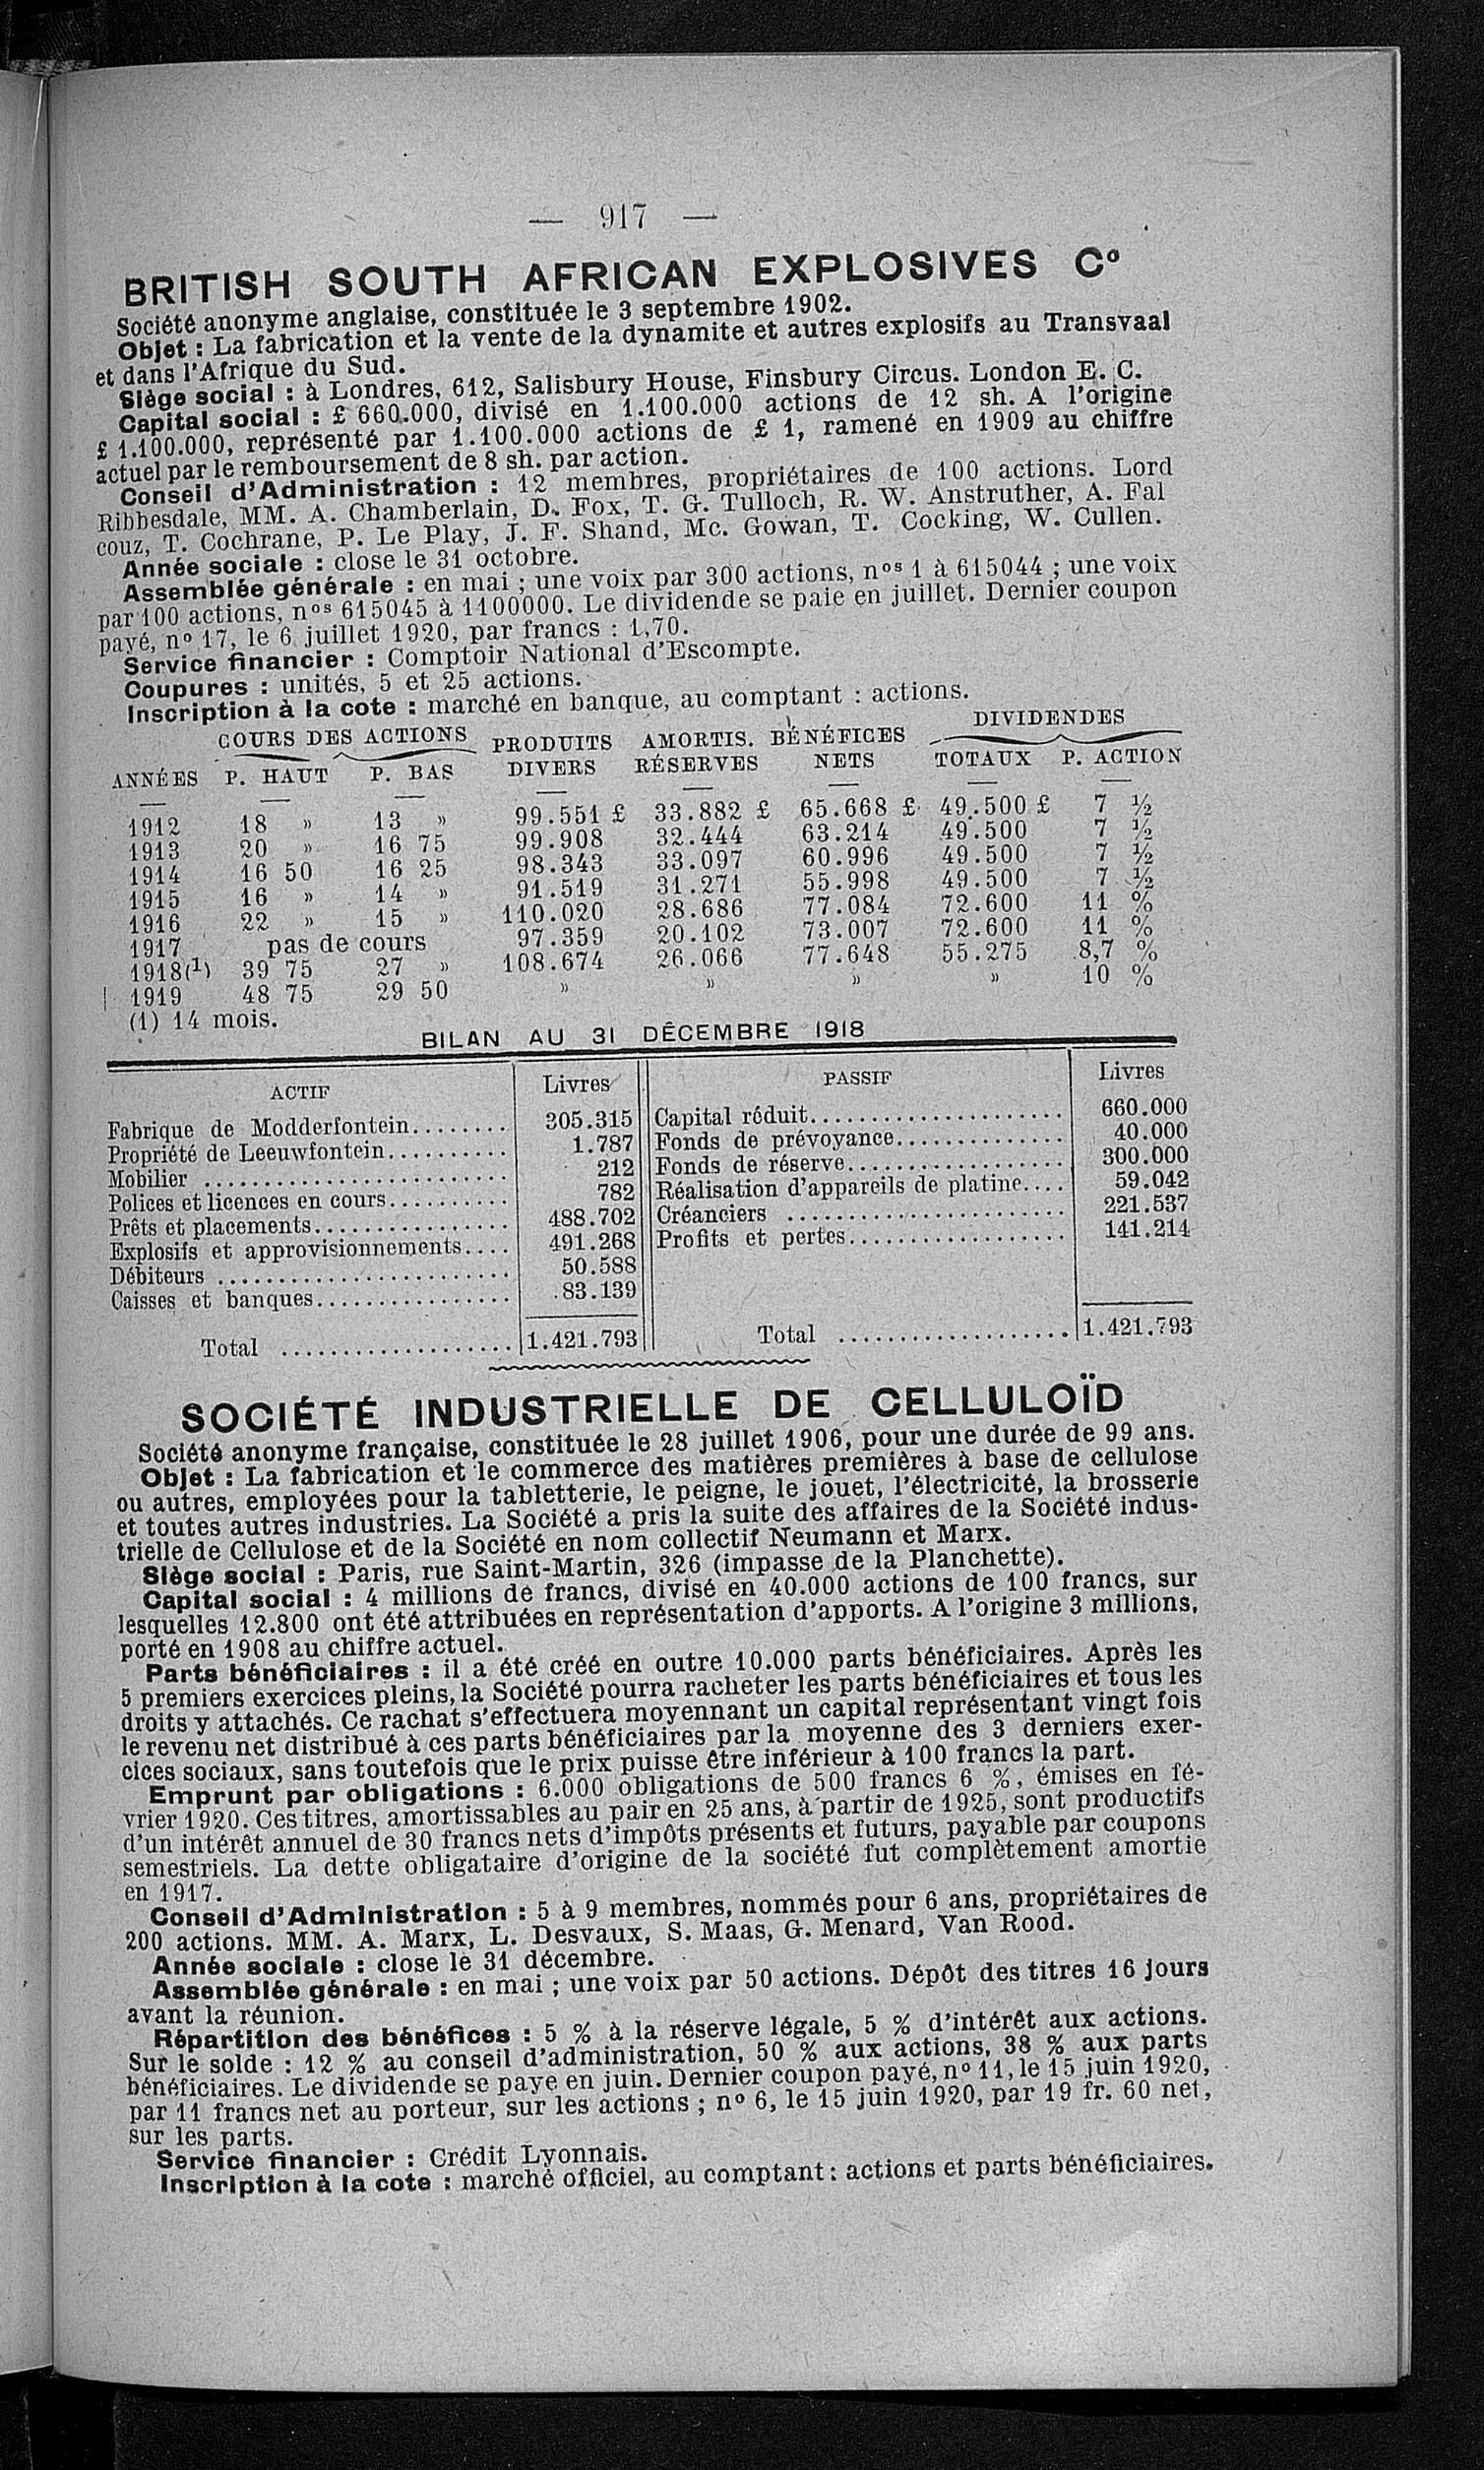 — 917 —
BRITISH SOUTH AFRICAN EXPLOSIVES Cº
Société anonyme anglaise, constituée le 3 septembre 1902.
Objet : La fabrication et la vente de la dynamite et autres explosifs au Transvaal
et dans l'Afrique du Sud.
Siège social : à Londres, 612, Salisbury House, Finsbury Circus. London E. C.
Capital social : £ 660.000, divisé en 1.100.000 actions de 12 sh. A l'origine
£ 1.100.000, représenté par 1.100.000 actions de £ 1, ramené en 1909 au chiffre
actuel par le remboursement de 8 sh. par action.
Conseil d'Administration : 12 membres, propriétaires de 100 actions. Lord
Ribbesdale, MM. A. Chamberlain, D. Fox, T. G. Tulloch, R. W. Anstruther, A. Fal
couz, T. Cochrane, P. Le Play, J. F. Shand, Mc. Gowan, T. Cocking, W. Cullen.
Année sociale : close le 31 octobre.
Assemblée générale : en mai ; une voix par 300 actions, nos 1 à 615044 ; une voix
par 100 actions, nos 615045 à 1100000. Le dividende se paie en juillet. Dernier coupon
payé, nº 17, le 6 juillet 1920, par francs : 1,70.
Service financier : Comptoir National d'Escompte.
Coupures : unités, 5 et 25 actions.
Inscription à la cote : marché en banque, au comptant : actions.
COURS DES ACTIONS PRODUITS AMORTIS. BÉNÉFICES DIVIDENDES
ANNÉES P. HAUT P. BAS DIVERS RÉSERVES NETS TOTAUX P. ACTION
1912 18 » 13 » 99.551 £ 33.882 £ 65.668 £ 49.500 £ 7 ½
1913 20 » 16 75 99.908 32.444 63.214 49.500 7 ½
1914 16 50 16 25 98.343 33.097 60.996 49.500 7 ½
1915 16 » 14 » 91.519 31.271 55.998 49.500 7 ½
1916 22 » 15 » 110.020 28.686 77.084 72.600 11 %
1917 pas de cours 97.359 20.102 73.007 72.600 11 %
1918(1) 39 75 27 » 108.674 26.066 77.648 55.275 8,7 %
1919 48 75 29 50 » » » » 10 %
(1) 14 mois.
BILAN AU 31 DÉCEMBRE 1918
ACTIF Livres PASSIF Livres
Fabrique de Modderfontein........ 305.315 Capital réduit..................... 660.000
Propriété de Leeuwfontein.......... 1.787 Fonds de prévoyance.............. 40.000
Mobilier ......................... 212 Fonds de réserve.................. 300.000
Polices et licences en cours.......... 782 Réalisation d'appareils de platine.... 59.042
Prêts et placements................ 488.702 Créanciers ....................... 221.537
Explosifs et approvisionnements.... 491.268 Profits et pertes.................. 141.214
Débiteurs ........................ 50.588
Caisses et banques................ 83.139
Total ................... 1.421.793 Total ................... 1.421.793
SOCIÉTÉ INDUSTRIELLE DE CELLULOÏD
Société anonyme française, constituée le 28 juillet 1906, pour une durée de 99 ans.
Objet : La fabrication et le commerce des matières premières à base de cellulose
ou autres, employées pour la tabletterie, le peigne, le jouet, l'électricité, la brosserie
et toutes autres industries. La Société a pris la suite des affaires de la Société indus-
trielle de Cellulose et de la Société en nom collectif Neumann et Marx.
Siège social : Paris, rue Saint-Martin, 326 (impasse de la Planchette).
Capital social : 4 millions de francs, divisé en 40.000 actions de 100 francs, sur
lesquelles 12.800 ont été attribuées en représentation d'apports. A l'origine 3 millions,
porté en 1908 au chiffre actuel.
Parts bénéficiaires : il a été créé en outre 10.000 parts bénéficiaires. Après les
5 premiers exercices pleins, la Société pourra racheter les parts bénéficiaires et tous les
droits y attachés. Ce rachat s'effectuera moyennant un capital représentant vingt fois
le revenu net distribué à ces parts bénéficiaires par la moyenne des 3 derniers exer-
cices sociaux, sans toutefois que le prix puisse être inférieur à 100 francs la part.
Emprunt par obligations : 6.000 obligations de 500 francs 6 %, émises en fé-
vrier 1920. Ces titres, amortissables au pair en 25 ans, à partir de 1925, sont productifs
d'un intérêt annuel de 30 francs nets d'impôts présents et futurs, payable par coupons
semestriels. La dette obligataire d'origine de la société fut complètement amortie
en 1917.
Conseil d'Administration : 5 à 9 membres, nommés pour 6 ans, propriétaires de
200 actions. MM. A. Marx, L. Desvaux, S. Maas, G. Menard, Van Rood.
Année sociale : close le 31 décembre.
Assemblée générale : en mai ; une voix par 50 actions. Dépôt des titres 16 jours
avant la réunion.
Répartition des bénéfices : 5 % à la réserve légale, 5 % d'intérêt aux actions.
Sur le solde : 12 % au conseil d'administration, 50 % aux actions, 38 % aux parts
bénéficiaires. Le dividende se paye en juin. Dernier coupon payé, nº 11, le 15 juin 1920,
par 11 francs net au porteur, sur les actions ; nº 6, le 15 juin 1920, par 19 fr. 60 net,
sur les parts.
Service financier : Crédit Lyonnais.
Inscription à la cote : marché officiel, au comptant : actions et parts bénéficiaires.